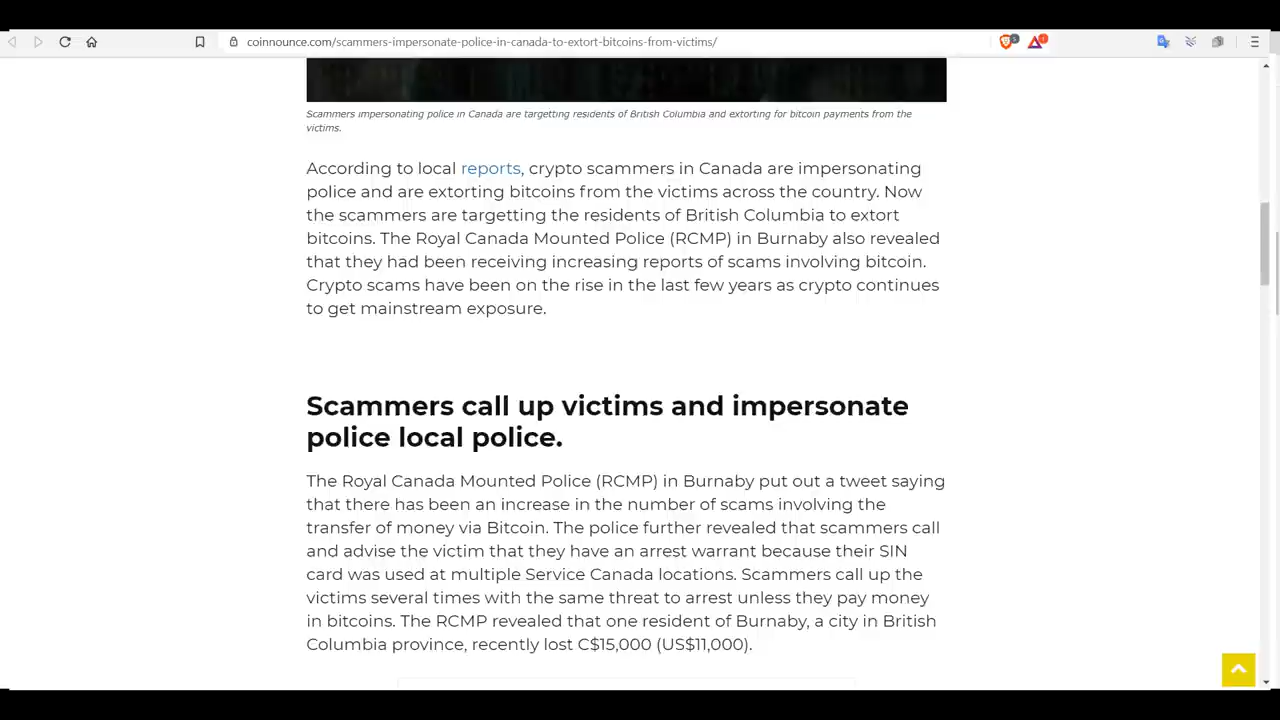 coinnounce.com/scammers-impersonate-police-in-canada-to-extort-bitcoins-from-victims/
Scammers impersonating police in Canada are targetting residents of British Columbia and extorting for bitcoin payments from the
victims.
According to local reports, crypto scammers in Canada are impersonating
police and are extorting bitcoins from the victims across the country. Now
the scammers are targetting the residents of British Columbia to extort
bitcoins. The Royal Canada Mounted Police (RCMP) in Burnaby also revealed
that they had been receiving increasing reports of scams involving bitcoin.
Crypto scams have been on the rise in the last few years as crypto continues
to get mainstream exposure.
Scammers call up victims and impersonate
police local police.
The Royal Canada Mounted Police (RCMP) in Burnaby put out a tweet saying
that there has been an increase in the number of scams involving the
transfer of money via Bitcoin. The police further revealed that scammers call
and advise the victim that they have an arrest warrant because their SIN
card was used at multiple Service Canada locations. Scammers call up the
victims several times with the same threat to arrest unless they pay money
in bitcoins. The RCMP revealed that one resident of Burnaby, a city in British
Columbia province, recently lost C$15,000 (US$11,000).